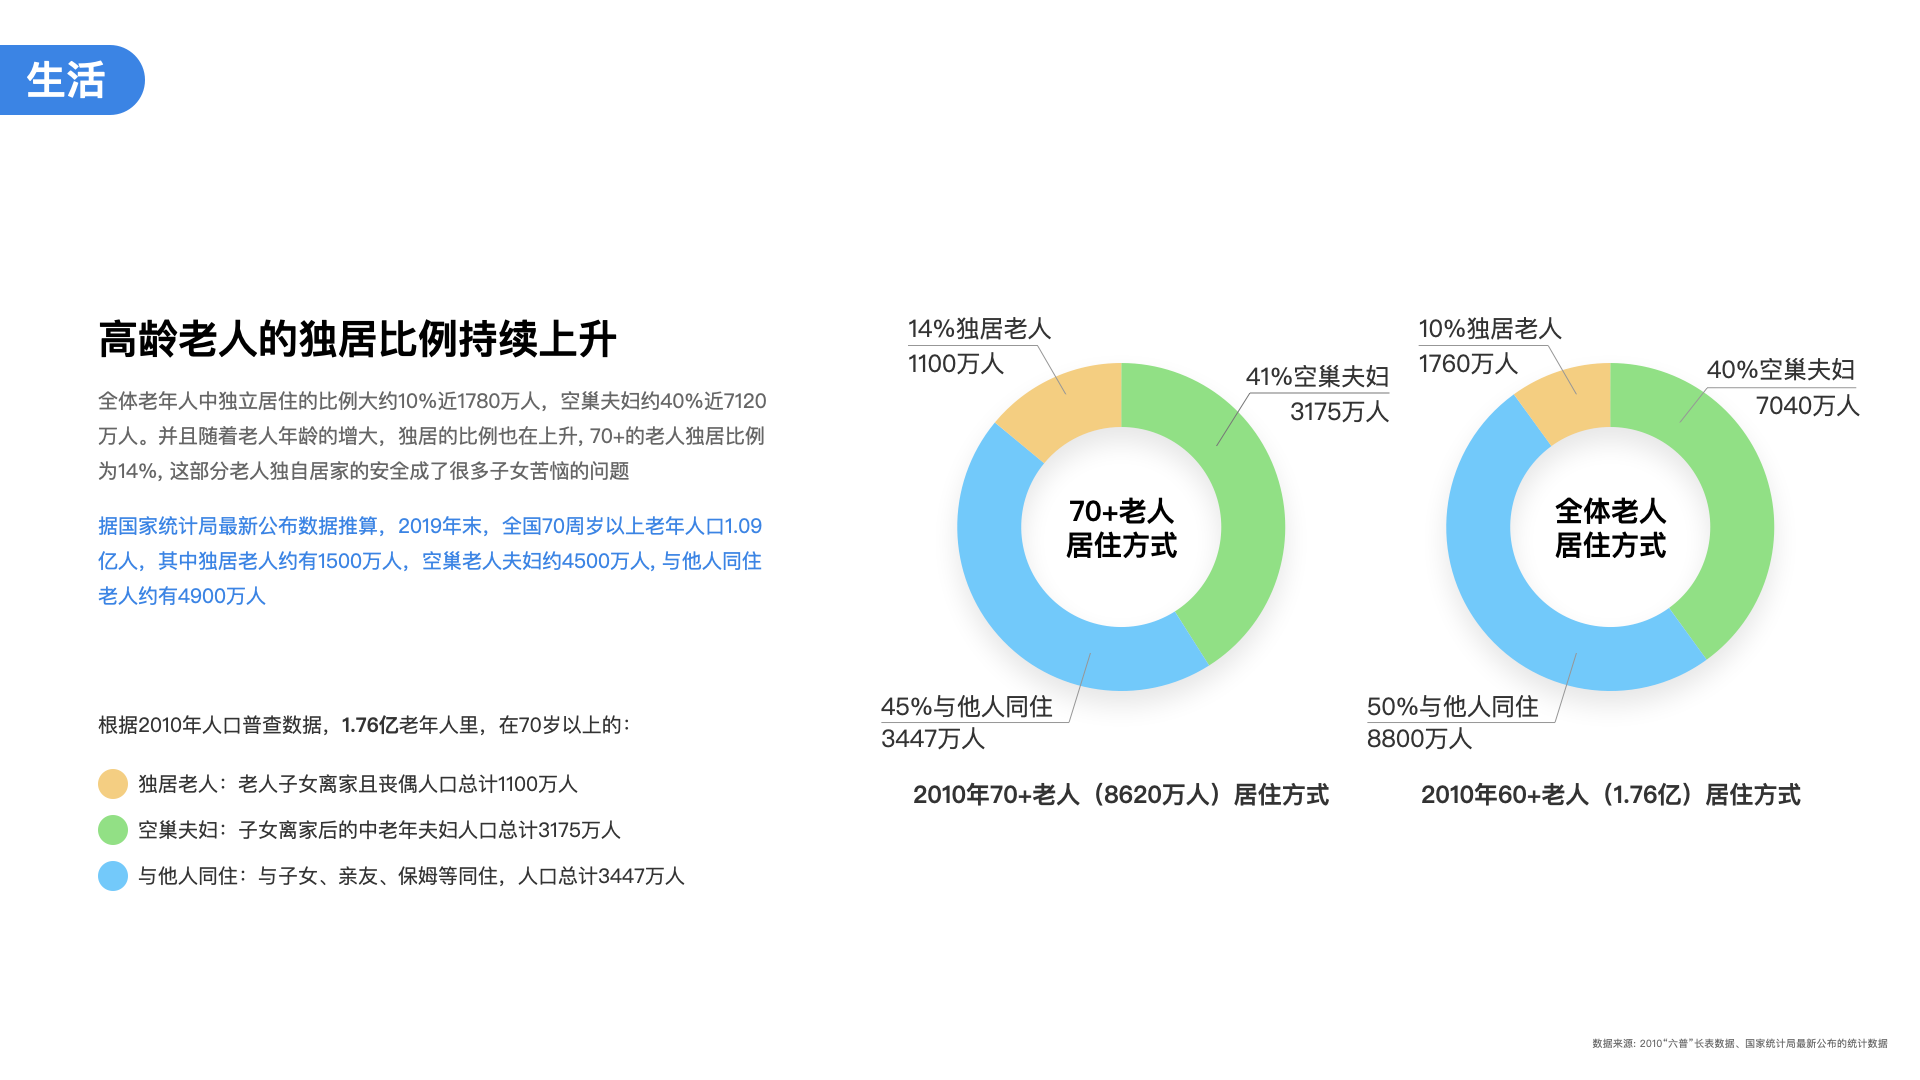 生活
高龄老人的独居比例持续上升
全体老年人中独立居住的比例大约10%近1780万人，空巢夫妇约40%近7120
万人。并且随着老人年龄的增大，独居的比例也在上升, 70+的老人独居比例
为14%, 这部分老人独自居家的安全成了很多子女苦恼的问题
据国家统计局最新公布数据推算，2019年末，全国70周岁以上老年人口1.09
亿人，其中独居老人约有1500万人，空巢老人夫妇约4500万人, 与他人同住
老人约有4900万人
根据2010年人口普查数据，1.76亿老年人里，在70岁以上的：
独居老人：老人子女离家且丧偶人口总计1100万人
空巢夫妇：子女离家后的中老年夫妇人口总计3175万人
与他人同住：与子女、亲友、保姆等同住，人口总计3447万人
14%独居老人
1100万人
41%空巢夫妇
3175万人
70+老人
居住方式
45%与他人同住
3447万人
2010年70+老人（8620万人）居住方式
10%独居老人
1760万人
40%空巢夫妇
7040万人
全体老人
居住方式
50%与他人同住
8800万人
2010年60+老人（1.76亿）居住方式
数据来源: 2010“六普”长表数据、国家统计局最新公布的统计数据